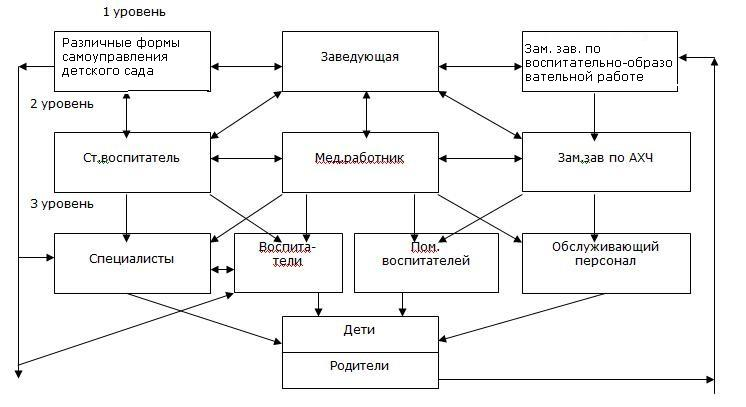 1 уровень
Различные формы
самоуправления
детского сада
Заведующая
Зам. зав. по
воспитательно-образо
вательной работе
2 уровень
Ст.воспитатель
Мед.работник
Зам.зав по АХЧ
3 уровень
Специалисты
Воспита-
тели
Пом.
воспитателей
Обслуживающий
персонал
Дети
Родители